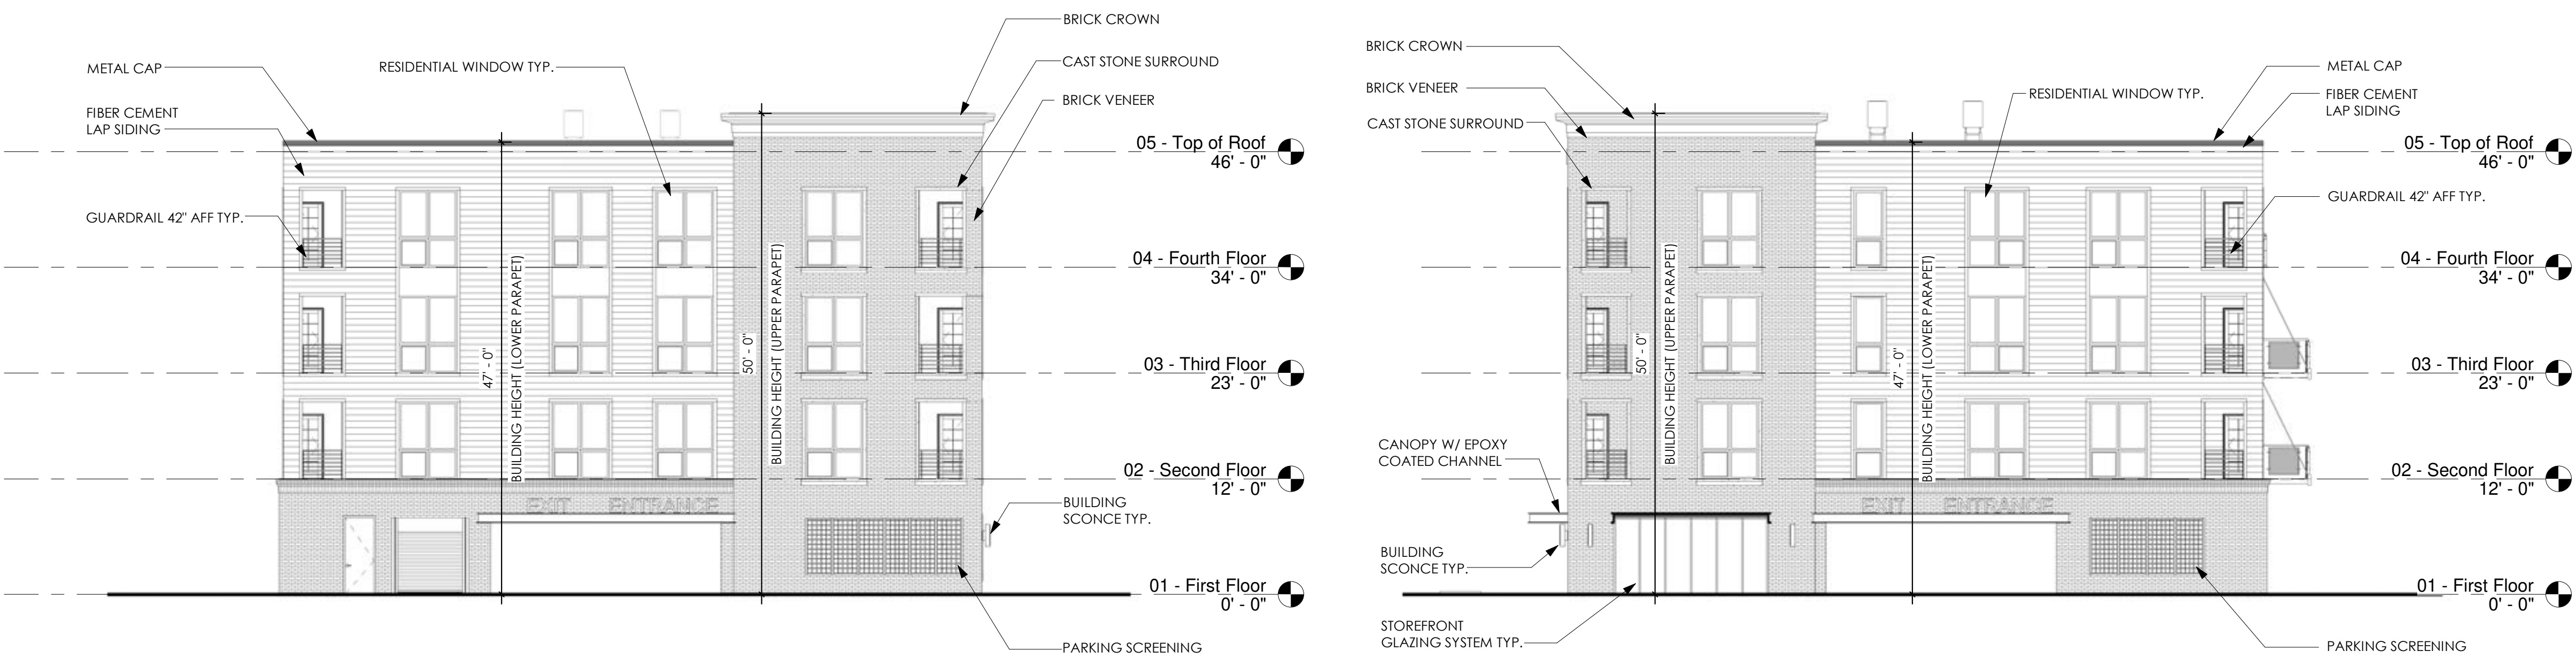 BRICK CROWN
METAL CAP
RESIDENTIAL WINDOW TYP.
CAST STONE SURROUND
FIBER CEMENT
LAP SIDING
BRICK VENEER
05 - Top of Roof
46' - 0"
GUARDRAIL 42" AFF TYP.
04 - Fourth Floor
34' - 0"
47' - 0"
BUILDING HEIGHT (LOWER PARAPET)
50' - 0"
BUILDING HEIGHT (UPPER PARAPET)
03 - Third Floor
23' - 0"
02 - Second Floor
12' - 0"
EXIT ENTRANCE
BUILDING
SCONCE TYP.
01 - First Floor
0' - 0"
PARKING SCREENING
BRICK CROWN
METAL CAP
BRICK VENEER
RESIDENTIAL WINDOW TYP.
FIBER CEMENT
LAP SIDING
CAST STONE SURROUND
05 - Top of Roof
46' - 0"
GUARDRAIL 42" AFF TYP.
04 - Fourth Floor
34' - 0"
50' - 0"
BUILDING HEIGHT (UPPER PARAPET)
47' - 0"
BUILDING HEIGHT (LOWER PARAPET)
03 - Third Floor
23' - 0"
CANOPY W/ EPOXY
COATED CHANNEL
02 - Second Floor
12' - 0"
EXIT ENTRANCE
BUILDING
SCONCE TYP.
01 - First Floor
0' - 0"
STOREFRONT
GLAZING SYSTEM TYP.
PARKING SCREENING